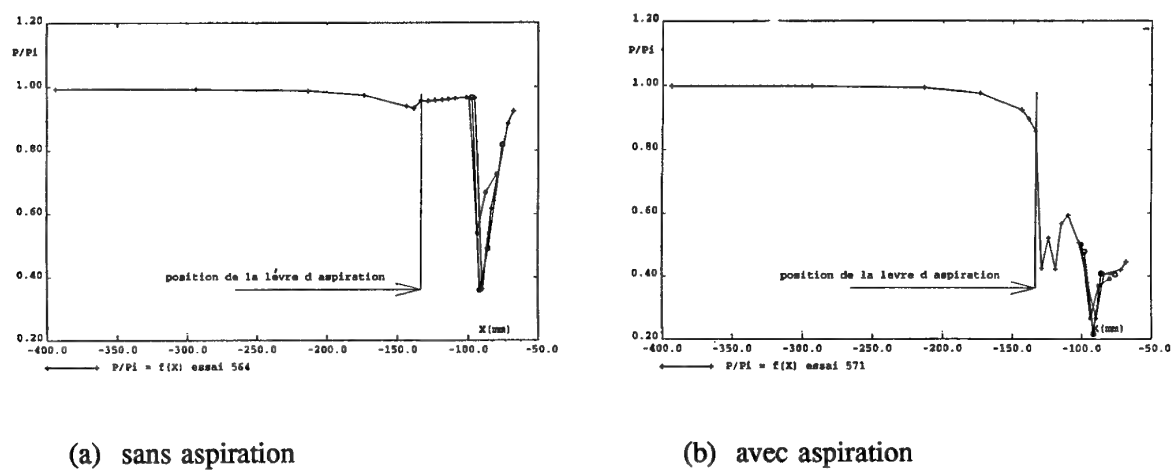 1.20
P/Pi
1.00
0.80
0.60
0.40
0.20
position de la lévre d aspiration
X(mm)
-400.0 -350.0 -300.0 -250.0 -200.0 -150.0 -100.0 -50.0
P/Pi = f(X) essai 564
(a) sans aspiration
1.20
P/Pi
1.00
0.80
0.60
0.40
0.20
position de la levre d aspiration
X(mm)
-400.0 -350.0 -300.0 -250.0 -200.0 -150.0 -100.0 -50.0
P/Pi = f(X) essai 571
(b) avec aspiration